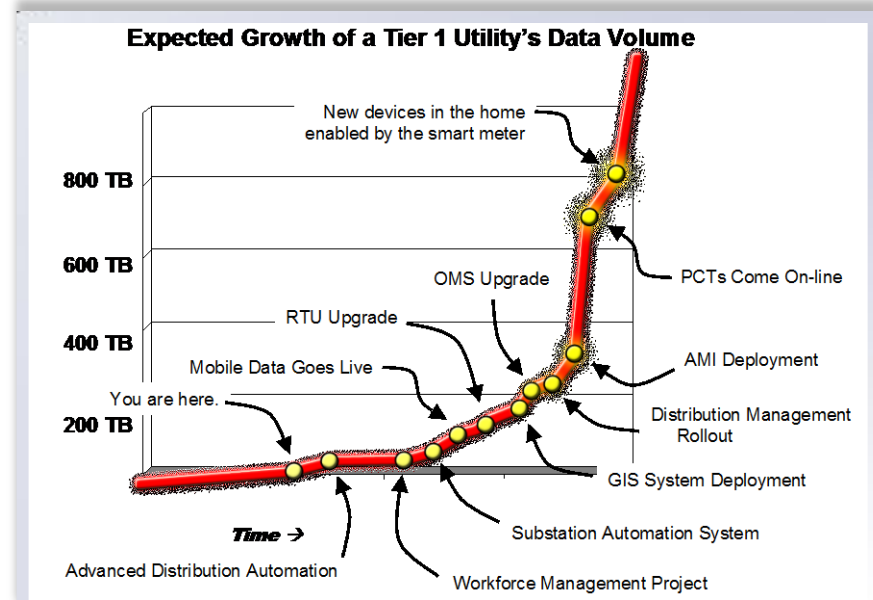 Expected Growth of a Tier 1 Utility's Data Volume
New devices in the home
enabled by the smart meter
800 TB
600 TB
PCTs Come On-line
OMS Upgrade
RTU Upgrade
400 TB
AMI Deployment
Mobile Data Goes Live
You are here.
200 TB
Distribution Management
Rollout
GIS System Deployment
Substation Automation System
Time →
Advanced Distribution Automation
Workforce Management Project